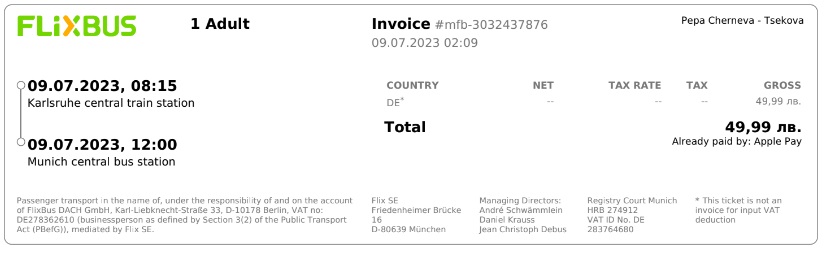 FLiXBUS
1 Adult
Invoice #mfb-3032437876
09.07.2023 02:09
Pepa Cherneva - Tsekova
09.07.2023, 08:15
Karlsruhe central train station
09.07.2023, 12:00
Munich central bus station
COUNTRY NET TAX RATE TAX GROSS
DE* -- -- -- 49,99 лв.
Total 49,99 лв.
Already paid by: Apple Pay
Passenger transport in the name of, under the responsibility of and on the account
of FlixBus DACH GmbH, Karl-Liebknecht-Straße 33, D-10178 Berlin, VAT no:
DE278362610 (businessperson as defined by Section 3(2) of the Public Transport
Act (PBefG)), mediated by Flix SE.
Flix SE
Friedenheimer Brücke
16
D-80639 München
Managing Directors:
André Schwämmlein
Daniel Krauss
Jean Christoph Debus
Registry Court Munich
HRB 274912
VAT ID No. DE
283764680
* This ticket is not an
invoice for input VAT
deduction